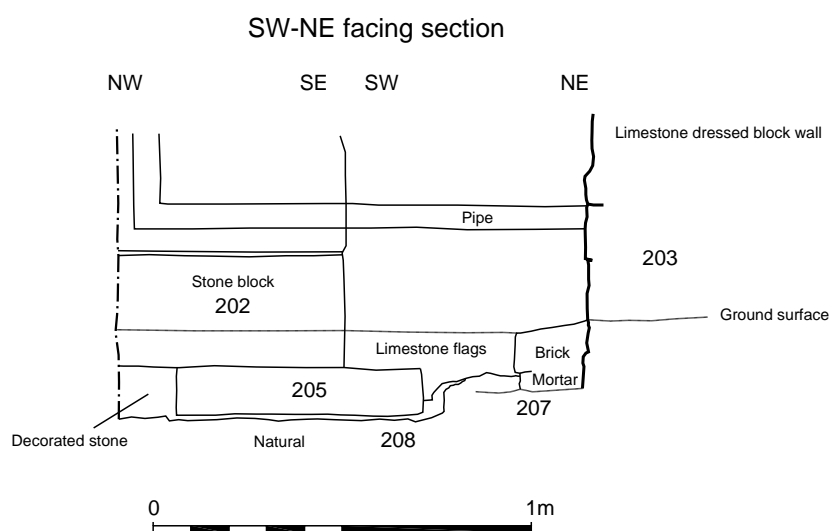 SW-NE facing section
NW SE SW NE
Limestone dressed block wall
Pipe
203
Stone block
202
Ground surface
Limestone flags
Brick
205
Mortar
207
Decorated stone
Natural
208
0 1m